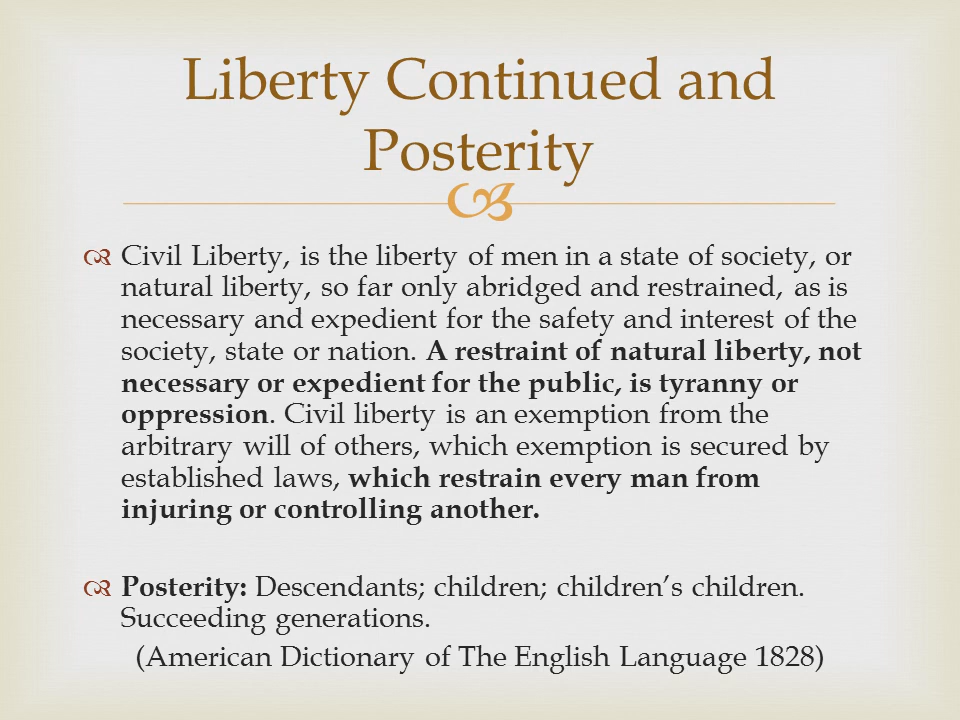 Liberty Continued and
Posterity
Civil Liberty, is the liberty of men in a state of society, or
natural liberty, so far only abridged and restrained, as is
necessary and expedient for the safety and interest of the
society, state or nation. A restraint of natural liberty, not
necessary or expedient for the public, is tyranny or
oppression. Civil liberty is an exemption from the
arbitrary will of others, which exemption is secured by
established laws, which restrain every man from
injuring or controlling another.
Posterity: Descendants; children; children’s children.
Succeeding generations.
(American Dictionary of The English Language 1828)